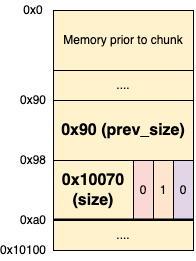 0x0
Memory prior to chunk
....
0x90
0x90 (prev_size)
0x98
0x10070
(size)
0 1 0
0xa0
....
0x10100